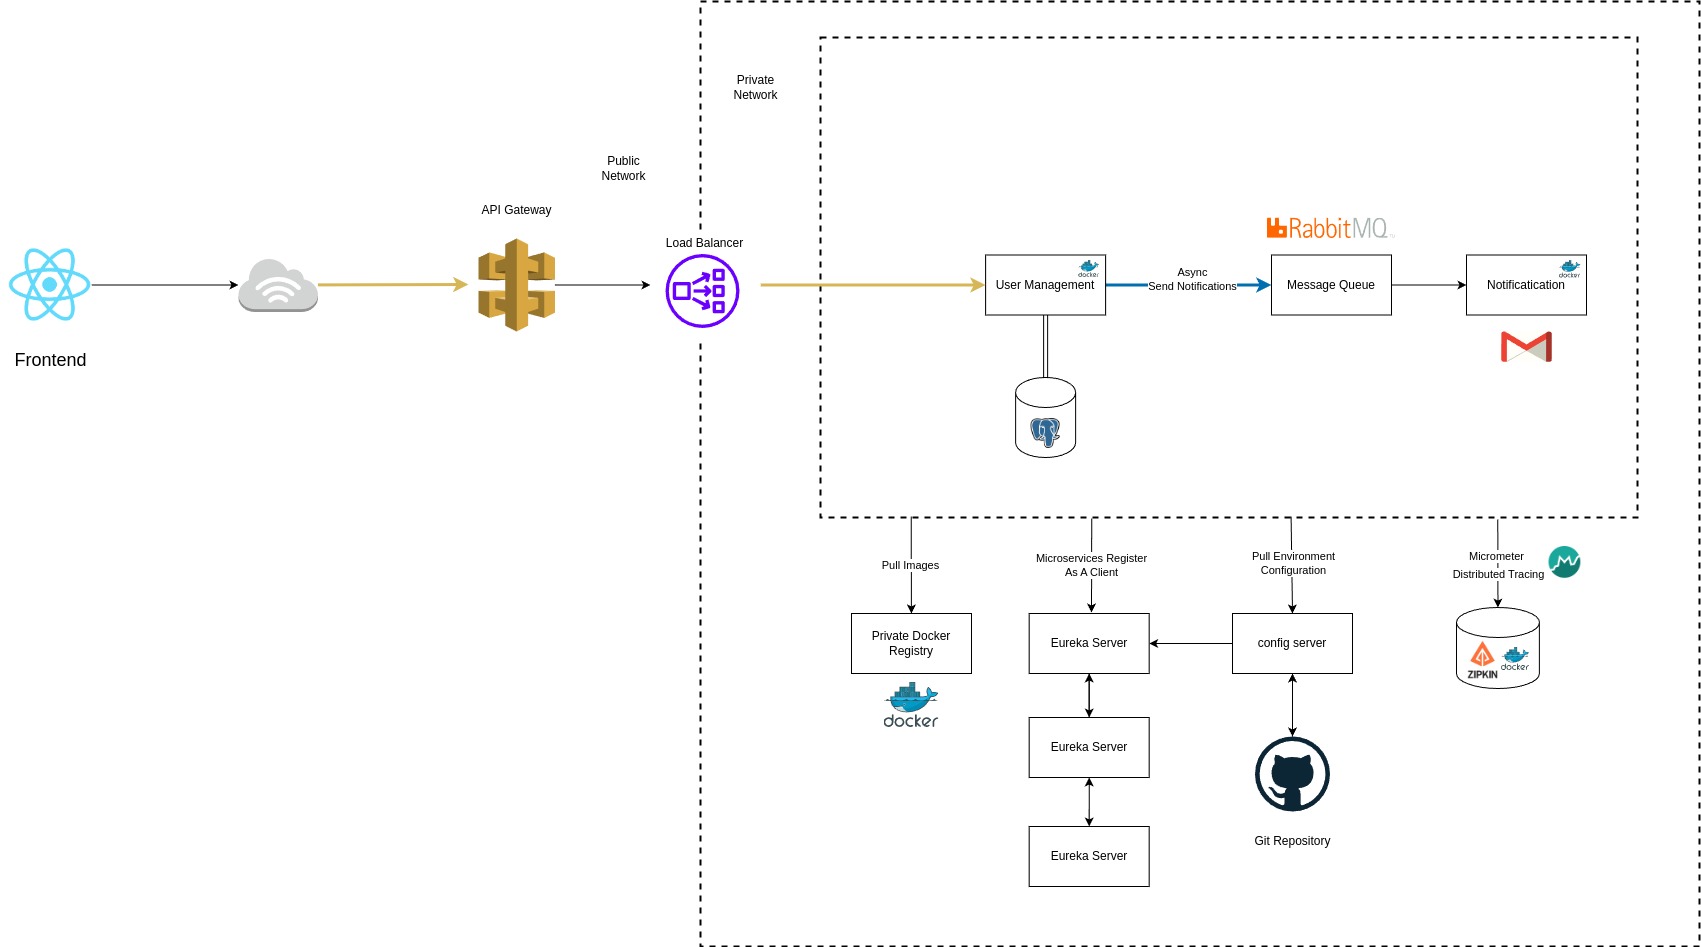 Private
Network
Public
Network
API Gateway
Load Balancer
Frontend
RabbitMQ
docker
User Management
Async
Send Notifications
Message Queue
docker
Notificatication
Pull Images
Microservices Register
As A Client
Pull Environment
Configuration
Micrometer
Distributed Tracing
Private Docker
Registry
docker
Eureka Server
config server
ZIPKIN
docker
Eureka Server
Eureka Server
Git Repository